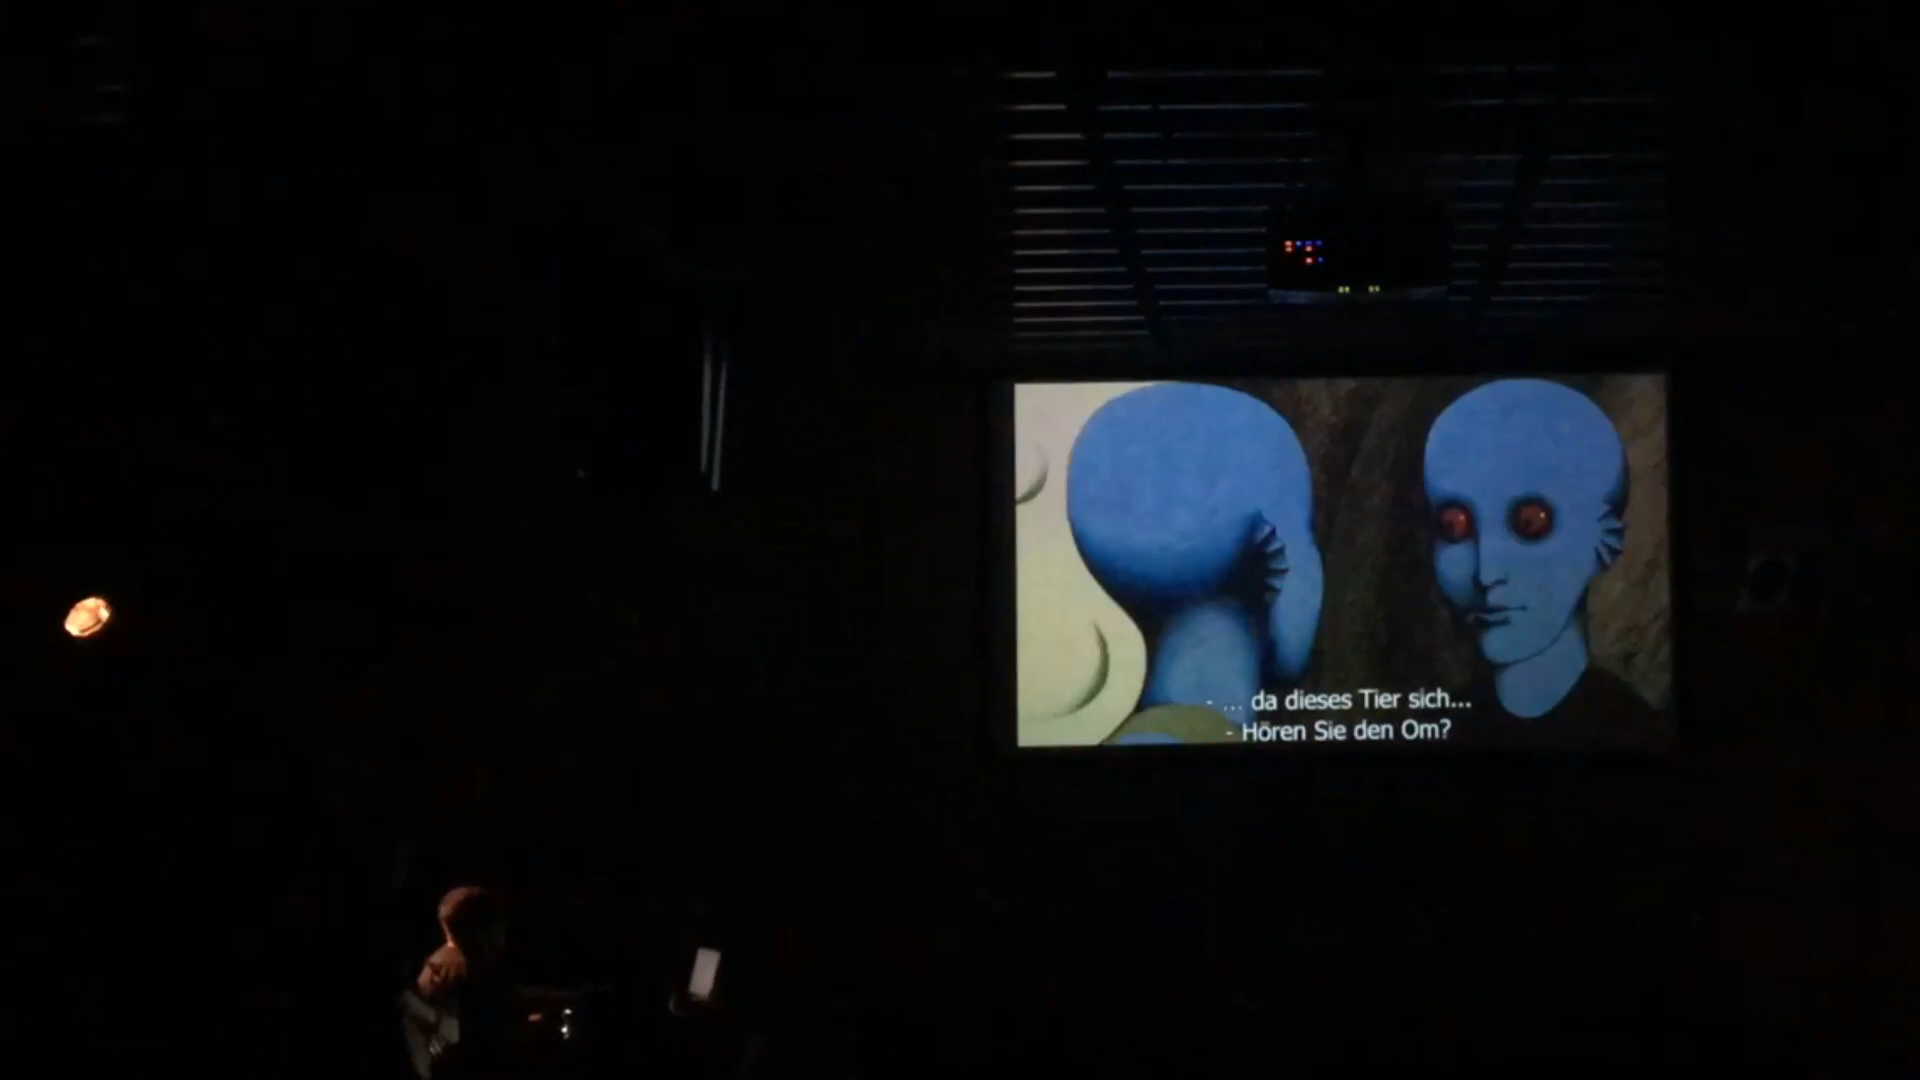 - ... da dieses Tier sich...
- Hören Sie den Om?